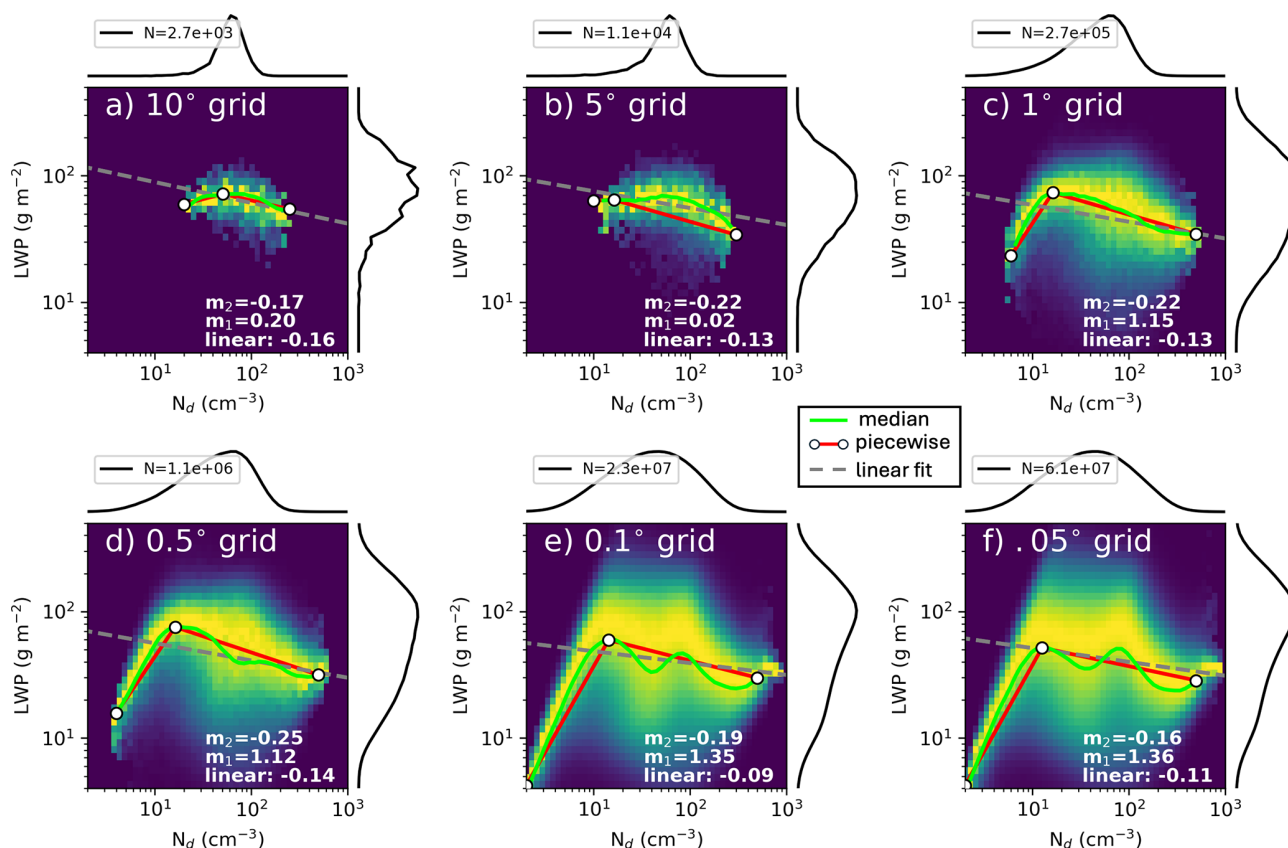 N=2.7e+03
a) 10° grid
LWP (g m⁻²)
10²
10¹
m₂=-0.17
m₁=0.20
linear: -0.16
10¹ 10² 10³
N_d (cm⁻³)
N=1.1e+04
b) 5° grid
LWP (g m⁻²)
10²
10¹
m₂=-0.22
m₁=0.02
linear: -0.13
10¹ 10² 10³
N_d (cm⁻³)
N=2.7e+05
c) 1° grid
LWP (g m⁻²)
10²
10¹
m₂=-0.22
m₁=1.15
linear: -0.13
10¹ 10² 10³
N_d (cm⁻³)
median
piecewise
linear fit
N=1.1e+06
d) 0.5° grid
LWP (g m⁻²)
10²
10¹
m₂=-0.25
m₁=1.12
linear: -0.14
10¹ 10² 10³
N_d (cm⁻³)
N=2.3e+07
e) 0.1° grid
LWP (g m⁻²)
10²
10¹
m₂=-0.19
m₁=1.35
linear: -0.09
10¹ 10² 10³
N_d (cm⁻³)
N=6.1e+07
f) .05° grid
LWP (g m⁻²)
10²
10¹
m₂=-0.16
m₁=1.36
linear: -0.11
10¹ 10² 10³
N_d (cm⁻³)